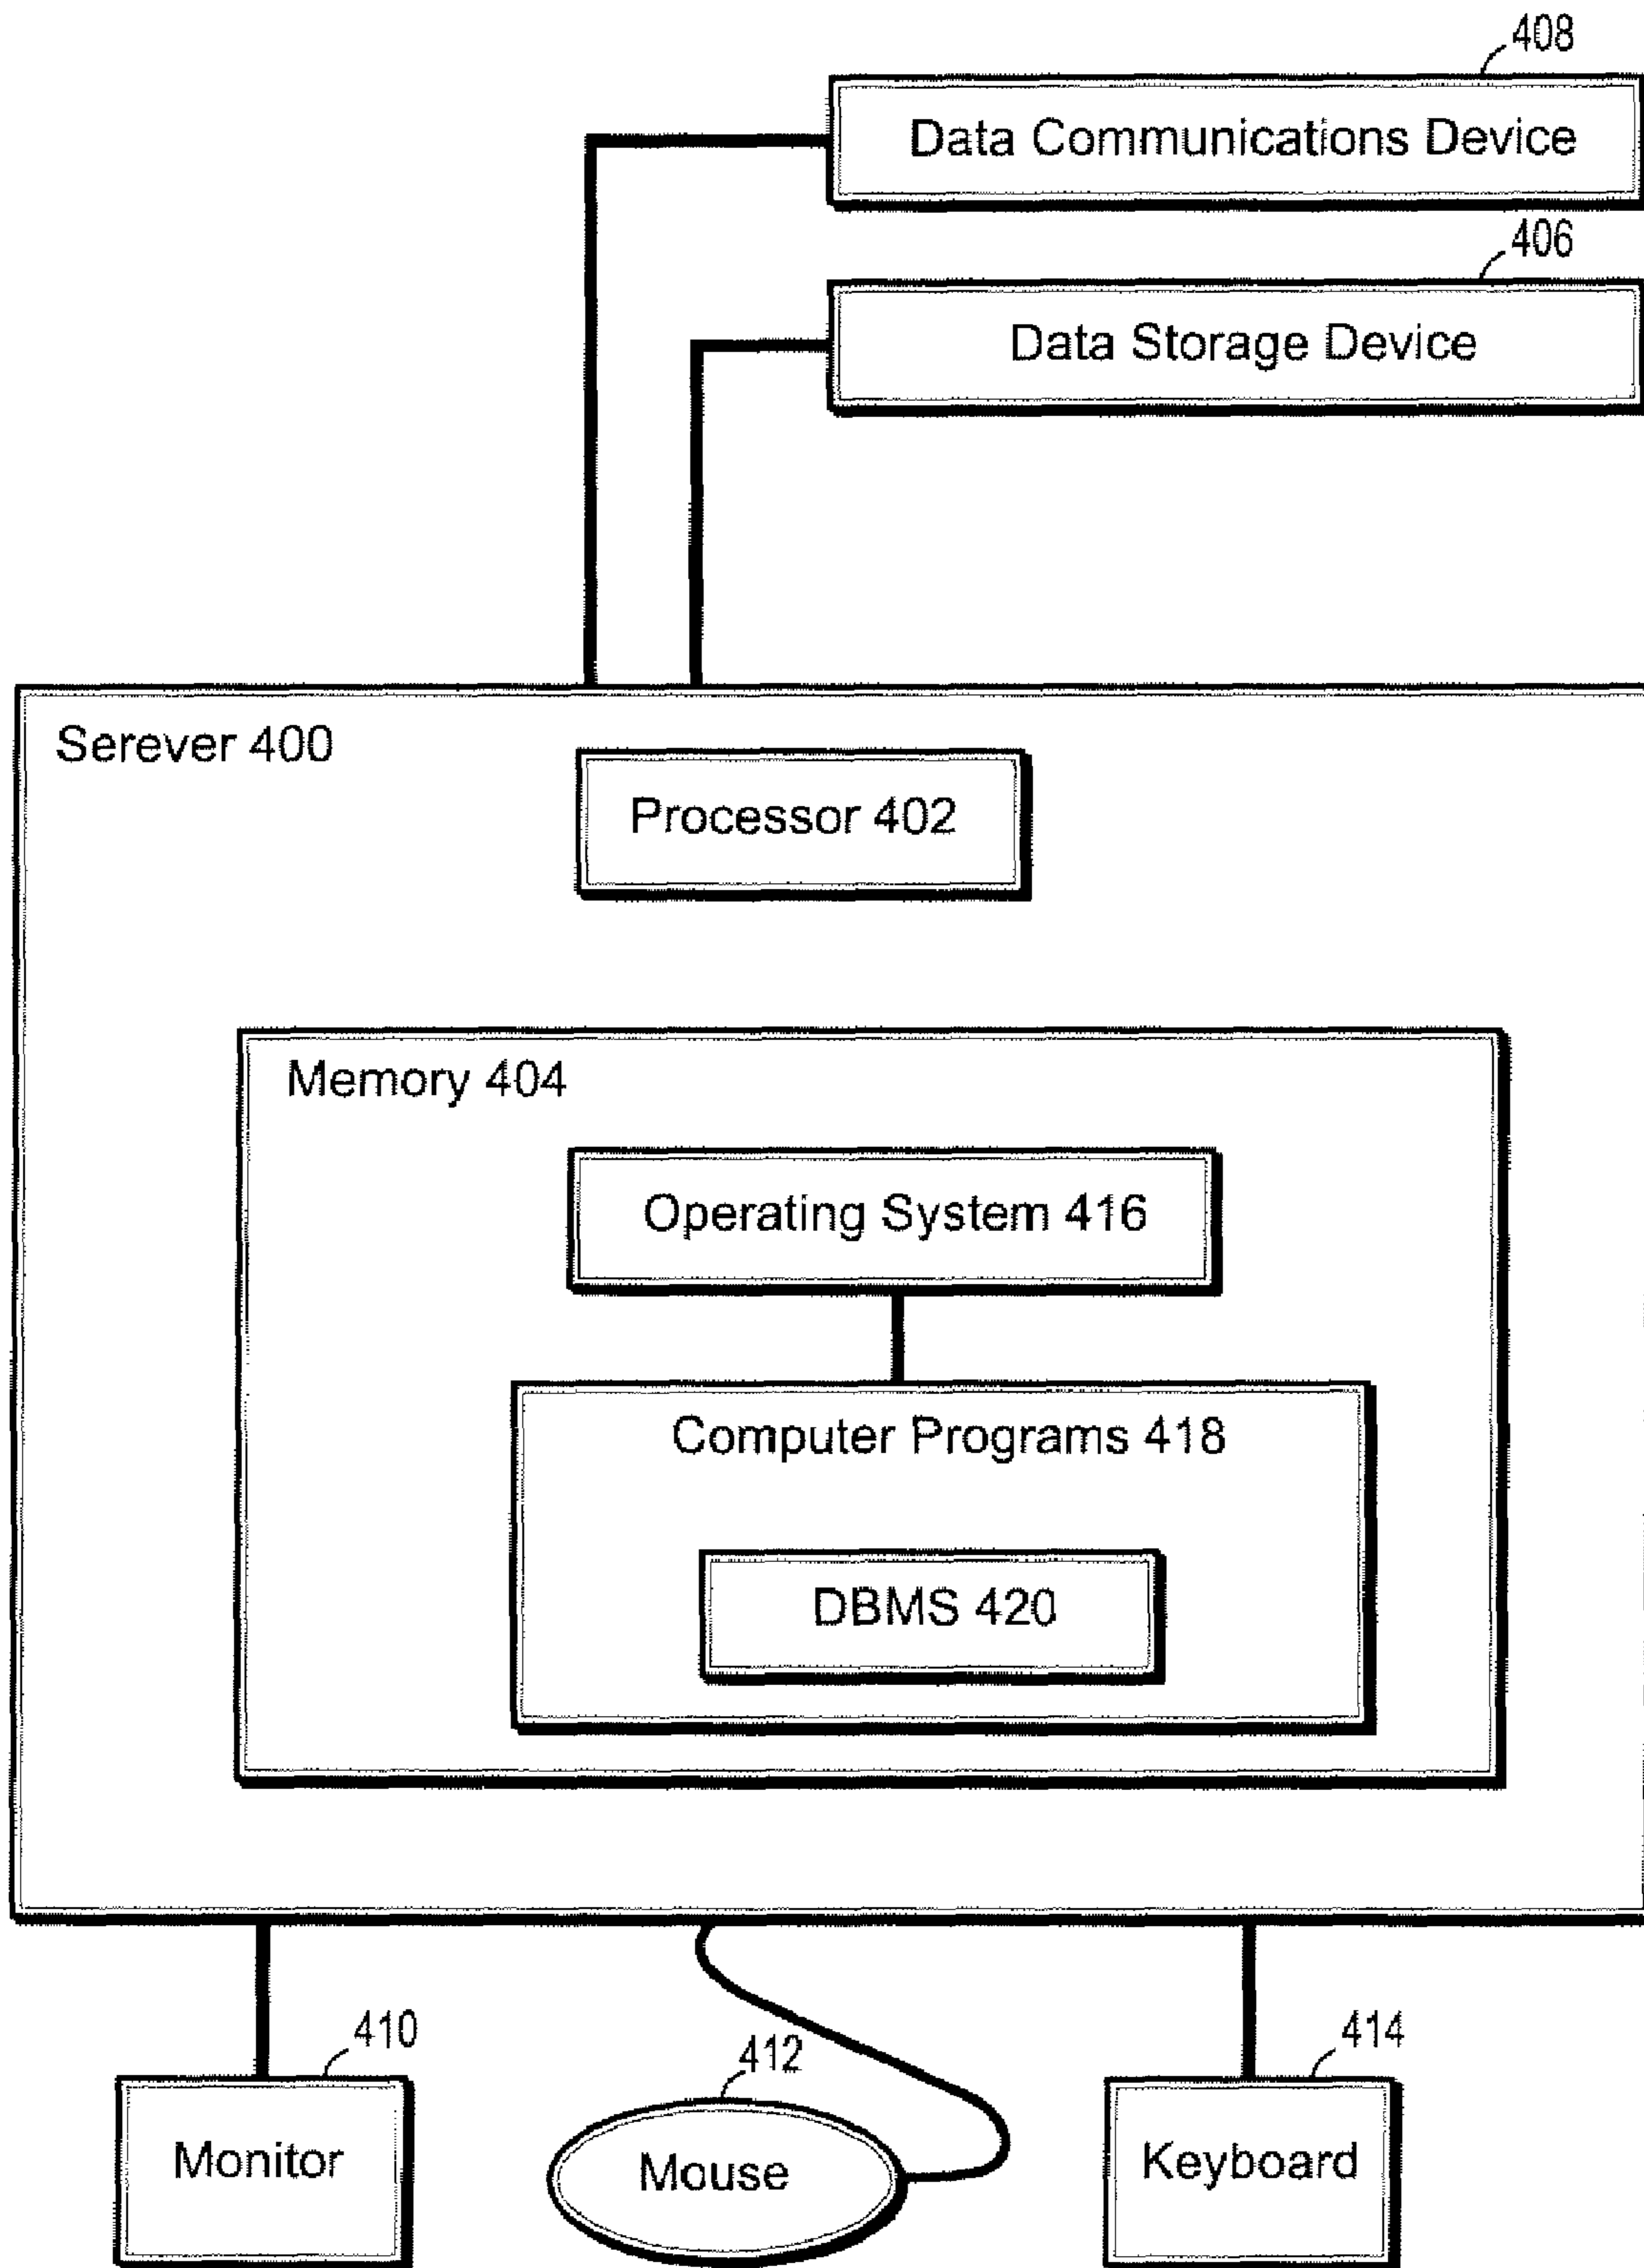 408
Data Communications Device
406
Data Storage Device
Serever 400
Processor 402
Memory 404
Operating System 416
Computer Programs 418
DBMS 420
410
412
414
Monitor
Mouse
Keyboard